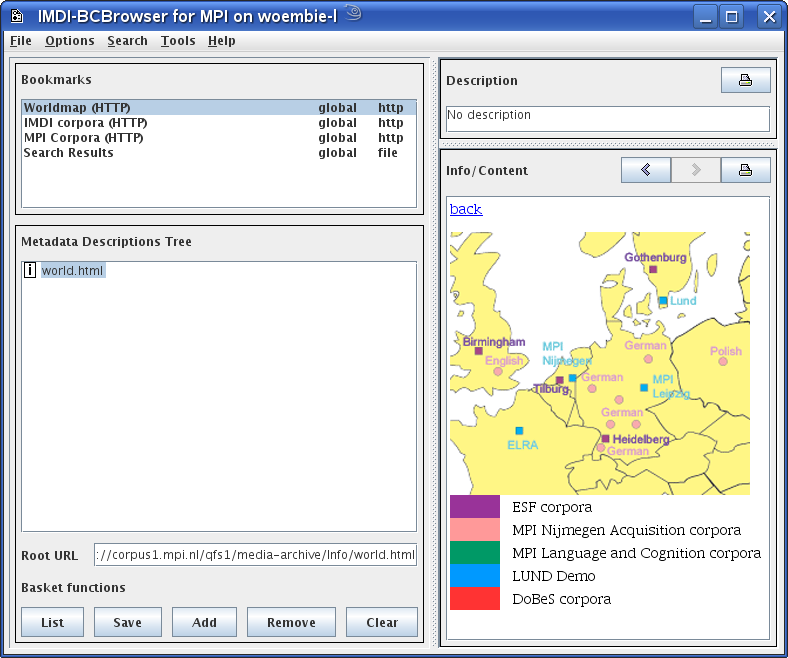 IMDI-BCBrowser for MPI on woembie-l
File Options Search Tools Help
Bookmarks
Worldmap (HTTP) global http
IMDI corpora (HTTP) global http
MPI Corpora (HTTP) global http
Search Results global file
Metadata Descriptions Tree
i world.html
Root URL ://corpus1.mpi.nl/qfs1/media-archive/Info/world.html
Basket functions
List Save Add Remove Clear
Description
No description
Info/Content
back
Gothenburg
Lund
Birmingham
English
MPI
Nijmegen
German
Polish
Tilburg
German
MPI
Leipzig
German
ELRA
Heidelberg
German
ESF corpora
MPI Nijmegen Acquisition corpora
MPI Language and Cognition corpora
LUND Demo
DoBeS corpora